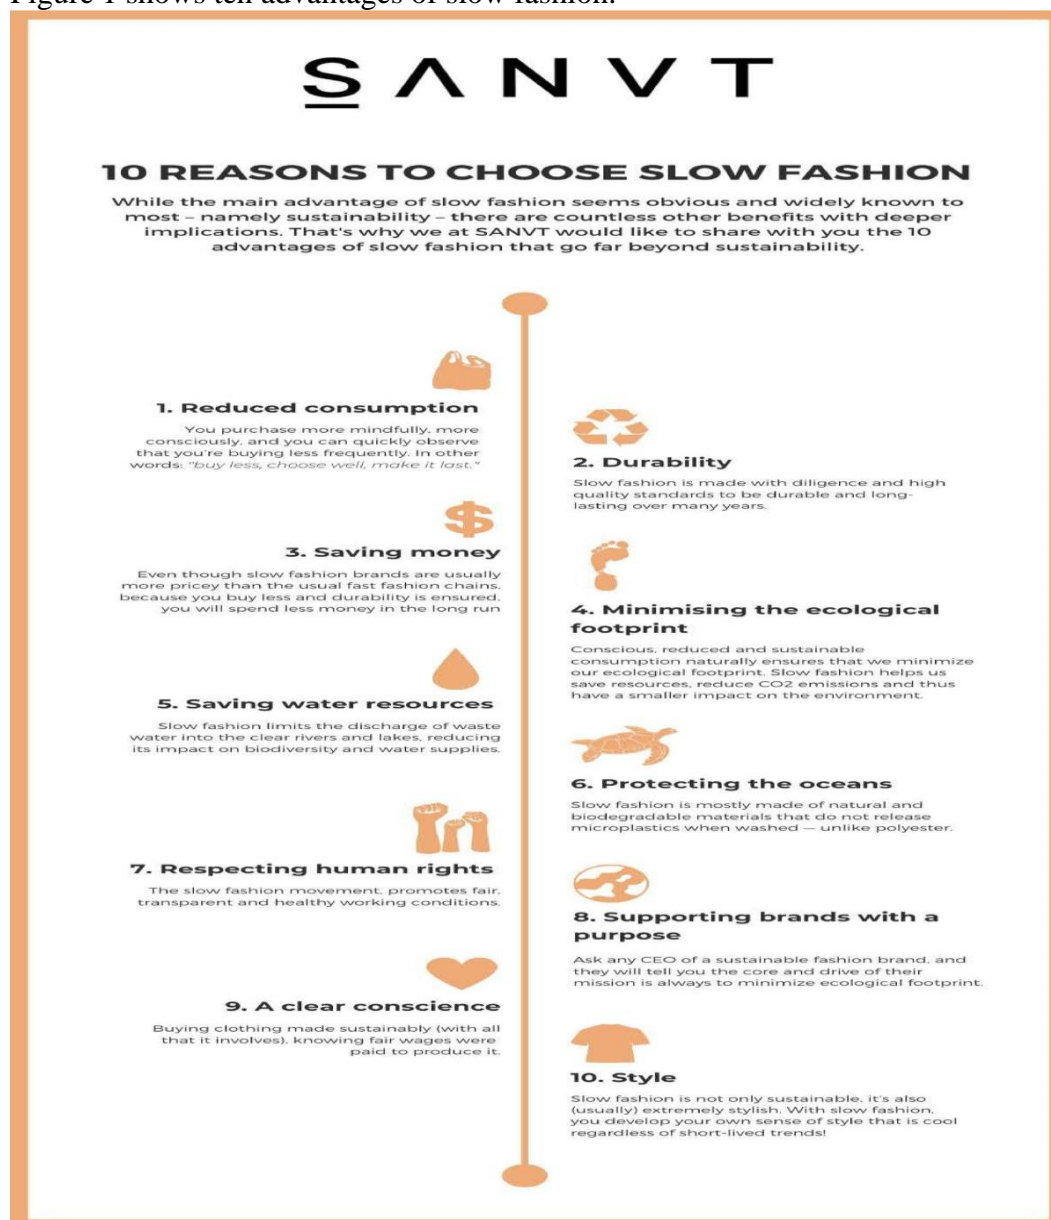 Figure 1 shows ten advantages of slow fashion.
SANVT
10 REASONS TO CHOOSE SLOW FASHION
While the main advantage of slow fashion seems obvious and widely known to
most – namely sustainability – there are countless other benefits with deeper
implications. That's why we at SANVT would like to share with you the 10
advantages of slow fashion that go far beyond sustainability.
1. Reduced consumption
You purchase more mindfully, more
consciously, and you can quickly observe
that you're buying less frequently. In other
words: "buy less, choose well, make it last."
2. Durability
Slow fashion is made with diligence and high
quality standards to be durable and long-
lasting over many years.
3. Saving money
Even though slow fashion brands are usually
more pricey than the usual fast fashion chains,
because you buy less and durability is ensured,
you will spend less money in the long run
4. Minimising the ecological
footprint
Conscious, reduced and sustainable
consumption naturally ensures that we minimize
our ecological footprint. Slow fashion helps us
save resources, reduce CO2 emissions and thus
have a smaller impact on the environment.
5. Saving water resources
Slow fashion limits the discharge of waste
water into the clear rivers and lakes, reducing
its impact on biodiversity and water supplies.
6. Protecting the oceans
Slow fashion is mostly made of natural and
biodegradable materials that do not release
microplastics when washed — unlike polyester.
7. Respecting human rights
The slow fashion movement, promotes fair,
transparent and healthy working conditions.
8. Supporting brands with a
purpose
Ask any CEO of a sustainable fashion brand, and
they will tell you the core and drive of their
mission is always to minimize ecological footprint.
9. A clear conscience
Buying clothing made sustainably (with all
that it involves), knowing fair wages were
paid to produce it.
10. Style
Slow fashion is not only sustainable, it's also
(usually) extremely stylish. With slow fashion,
you develop your own sense of style that is cool
regardless of short-lived trends!